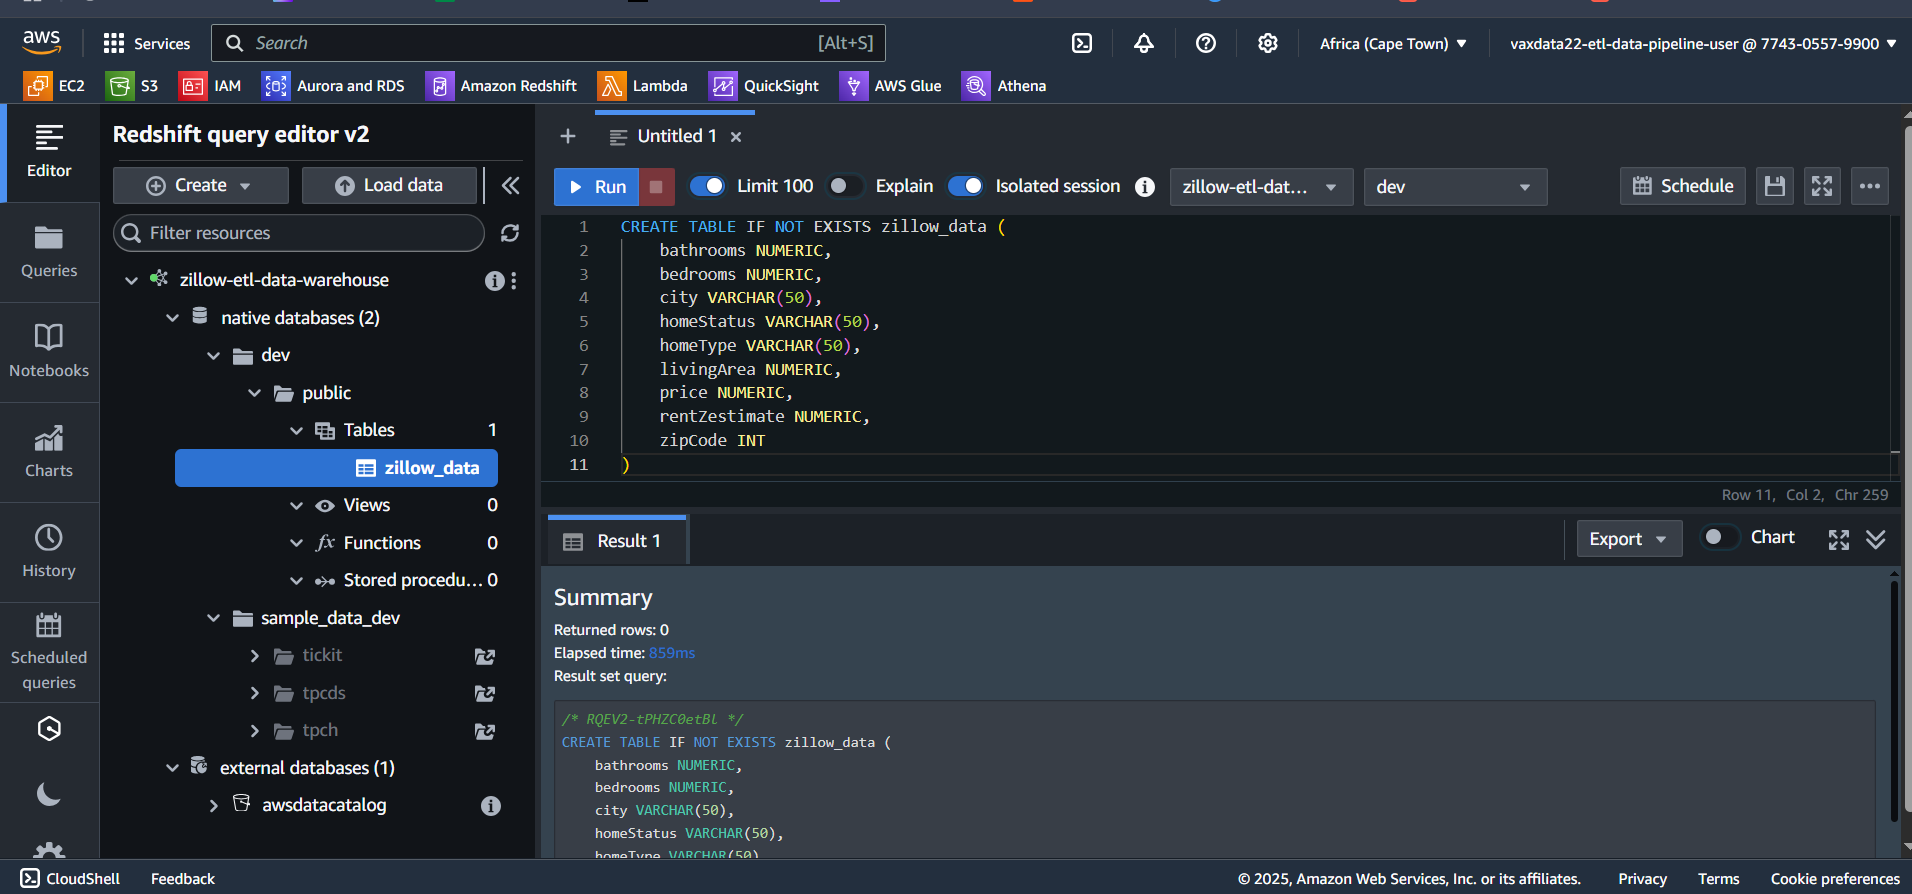 aws
Services
Search
[Alt+S]
Africa (Cape Town)
vaxdata22-etl-data-pipeline-user @ 7743-0557-9900
EC2
S3
IAM
Aurora and RDS
Amazon Redshift
Lambda
QuickSight
AWS Glue
Athena
Editor
Queries
Notebooks
Charts
History
Scheduled
queries
Redshift query editor v2
Create
Load data
Filter resources
zillow-etl-data-warehouse
native databases (2)
dev
public
Tables 1
zillow_data
Views 0
Functions 0
Stored procedu... 0
sample_data_dev
tickit
tpcds
tpch
external databases (1)
awsdatacatalog
Untitled 1
Run
Limit 100
Explain
Isolated session
zillow-etl-dat...
dev
Schedule
1 CREATE TABLE IF NOT EXISTS zillow_data (
2 bathrooms NUMERIC,
3 bedrooms NUMERIC,
4 city VARCHAR(50),
5 homeStatus VARCHAR(50),
6 homeType VARCHAR(50),
7 livingArea NUMERIC,
8 price NUMERIC,
9 rentZestimate NUMERIC,
10 zipCode INT
11 )
Row 11, Col 2, Chr 259
Result 1
Export
Chart
Summary
Returned rows: 0
Elapsed time: 859ms
Result set query:
/* RQEV2-tPHZC0etBl */
CREATE TABLE IF NOT EXISTS zillow_data (
bathrooms NUMERIC,
bedrooms NUMERIC,
city VARCHAR(50),
homeStatus VARCHAR(50),
homeType VARCHAR(50)
CloudShell
Feedback
© 2025, Amazon Web Services, Inc. or its affiliates.
Privacy
Terms
Cookie preferences